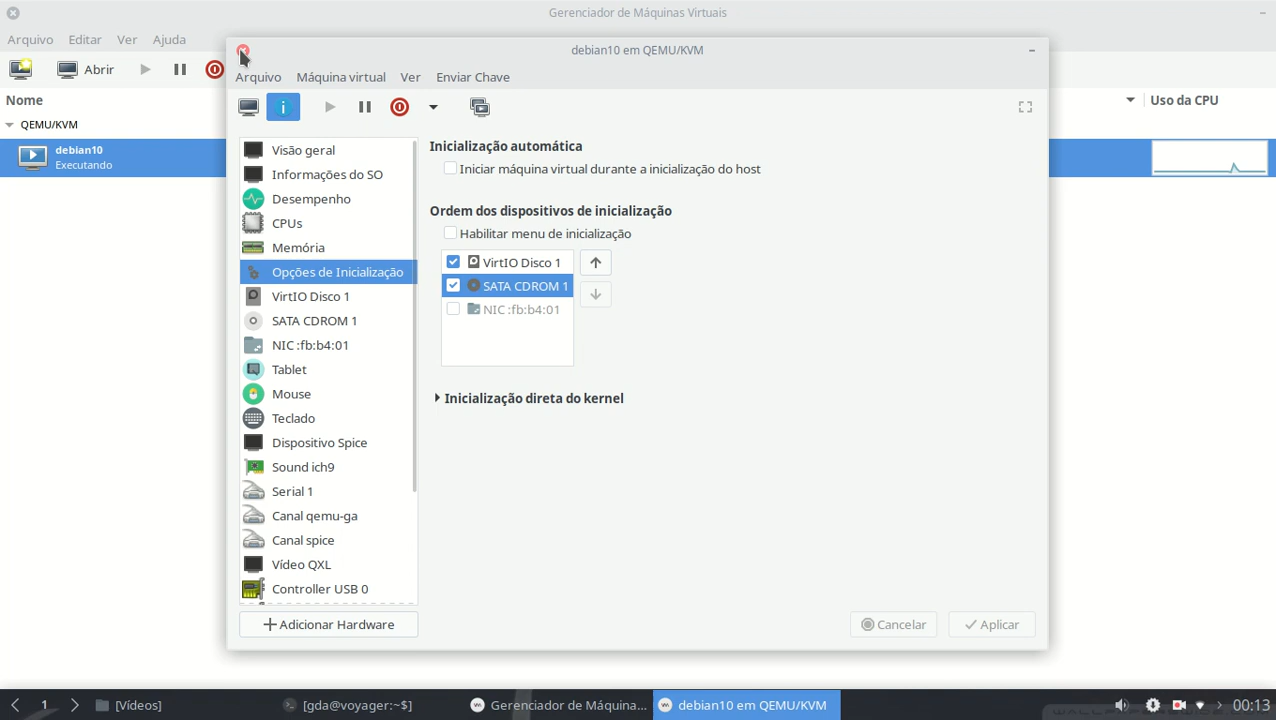 Gerenciador de Máquinas Virtuais
Arquivo Editar Ver Ajuda
Abrir
Nome
Uso da CPU
QEMU/KVM
debian10
Executando
debian10 em QEMU/KVM
Arquivo Máquina virtual Ver Enviar Chave
Visão geral
Informações do SO
Desempenho
CPUs
Memória
Opções de Inicialização
VirtIO Disco 1
SATA CDROM 1
NIC :fb:b4:01
Tablet
Mouse
Teclado
Dispositivo Spice
Sound ich9
Serial 1
Canal qemu-ga
Canal spice
Vídeo QXL
Controller USB 0
Adicionar Hardware
Inicialização automática
Iniciar máquina virtual durante a inicialização do host
Ordem dos dispositivos de inicialização
Habilitar menu de inicialização
VirtIO Disco 1
SATA CDROM 1
NIC :fb:b4:01
Inicialização direta do kernel
Cancelar Aplicar
1 [Vídeos] [gda@voyager:~$] Gerenciador de Máquina... debian10 em QEMU/KVM 00:13